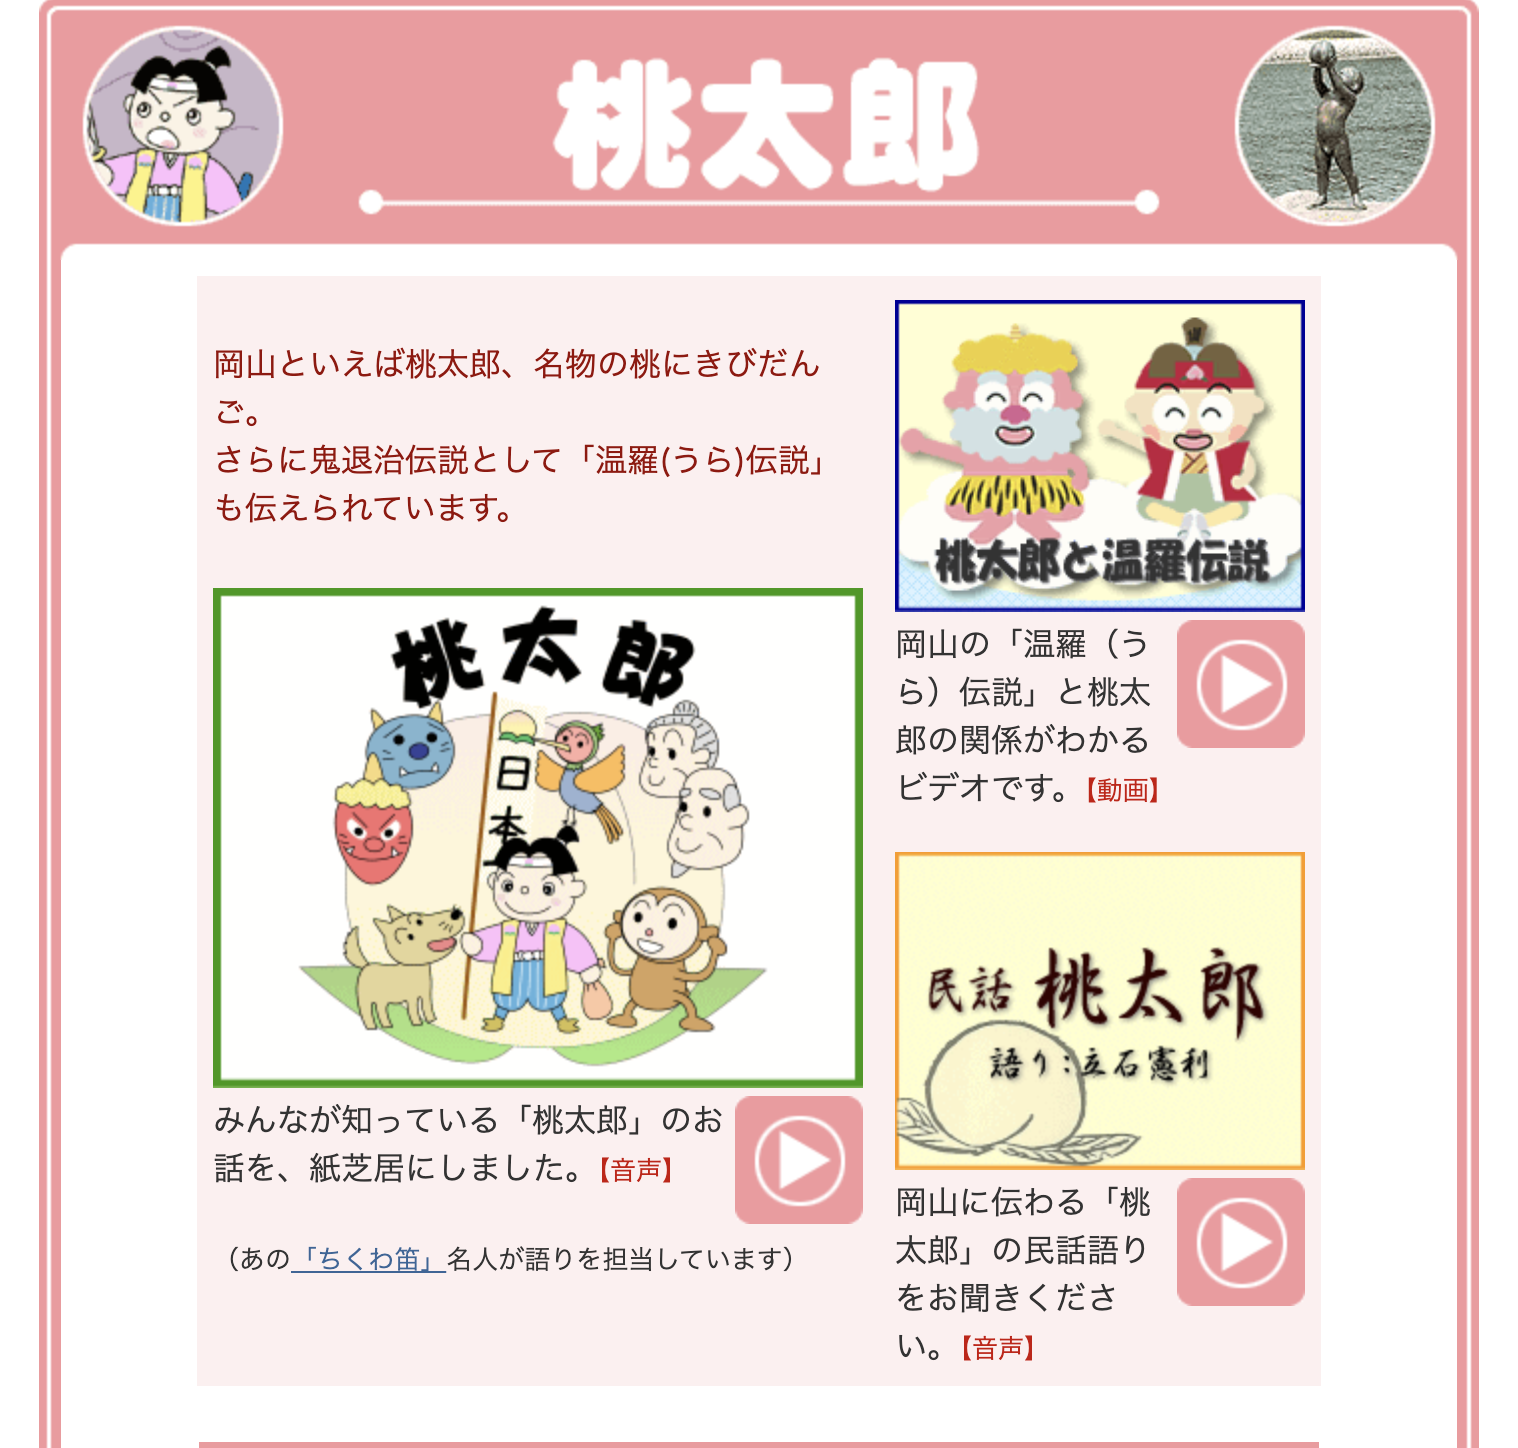 桃太郎
岡山といえば桃太郎、名物の桃にきびだん
ご。
さらに鬼退治伝説として「温羅(うら)伝説」
も伝えられています。
桃太郎
日本一
みんなが知っている「桃太郎」のお
話を、紙芝居にしました。【音声】
（あの「ちくわ笛」名人が語りを担当しています）
桃太郎と温羅伝説
岡山の「温羅（う
ら）伝説」と桃太
郎の関係がわかる
ビデオです。【動画】
民話 桃太郎
語り:立石憲利
岡山に伝わる「桃
太郎」の民話語り
をお聞きくださ
い。【音声】